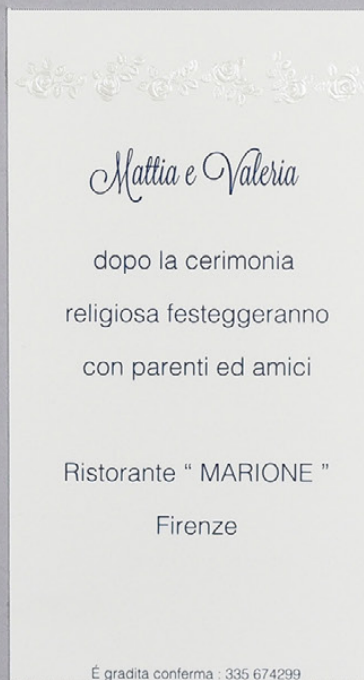 Mattia e Valeria
dopo la cerimonia
religiosa festeggeranno
con parenti ed amici
Ristorante “ MARIONE ”
Firenze
É gradita conferma : 335 674299